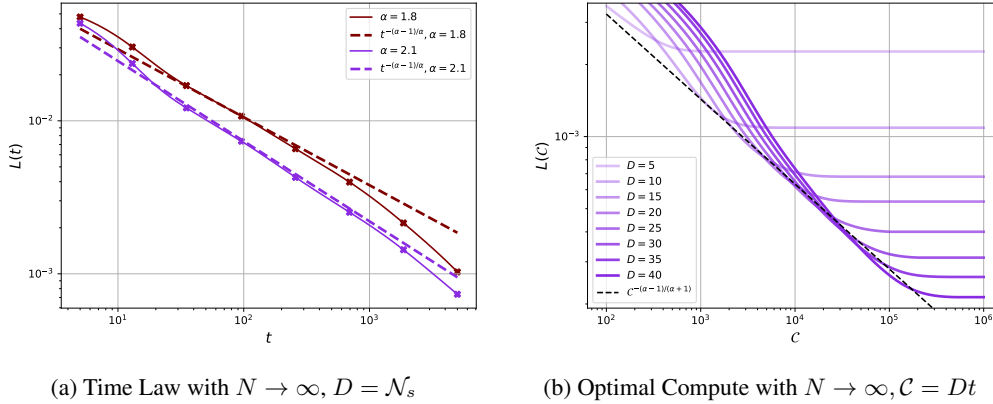 α = 1.8
t^{-(α-1)/α}, α = 1.8
α = 2.1
t^{-(α-1)/α}, α = 2.1
L(t)
10^{-2}
10^{-3}
10^1
10^2
10^3
t
L(C)
10^{-3}
D = 5
D = 10
D = 15
D = 20
D = 25
D = 30
D = 35
D = 40
C^{-(α-1)/(α+1)}
10^2
10^3
10^4
10^5
10^6
C
(a) Time Law with N → ∞, D = 𝒩_s
(b) Optimal Compute with N → ∞, C = Dt